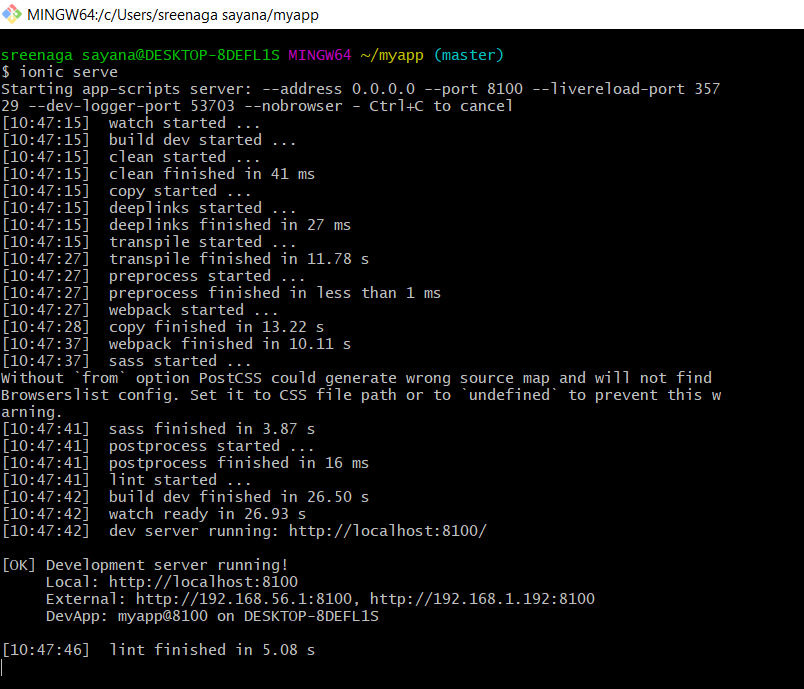 MINGW64:/c/Users/sreenaga sayana/myapp
sreenaga sayana@DESKTOP-8DEFL1S MINGW64 ~/myapp (master)
$ ionic serve
Starting app-scripts server: --address 0.0.0.0 --port 8100 --livereload-port 357
29 --dev-logger-port 53703 --nobrowser - Ctrl+C to cancel
[10:47:15]  watch started ...
[10:47:15]  build dev started ...
[10:47:15]  clean started ...
[10:47:15]  clean finished in 41 ms
[10:47:15]  copy started ...
[10:47:15]  deeplinks started ...
[10:47:15]  deeplinks finished in 27 ms
[10:47:15]  transpile started ...
[10:47:27]  transpile finished in 11.78 s
[10:47:27]  preprocess started ...
[10:47:27]  preprocess finished in less than 1 ms
[10:47:27]  webpack started ...
[10:47:28]  copy finished in 13.22 s
[10:47:37]  webpack finished in 10.11 s
[10:47:37]  sass started ...
Without `from` option PostCSS could generate wrong source map and will not find
Browserslist config. Set it to CSS file path or to `undefined` to prevent this w
arning.
[10:47:41]  sass finished in 3.87 s
[10:47:41]  postprocess started ...
[10:47:41]  postprocess finished in 16 ms
[10:47:41]  lint started ...
[10:47:42]  build dev finished in 26.50 s
[10:47:42]  watch ready in 26.93 s
[10:47:42]  dev server running: http://localhost:8100/
[OK] Development server running!
Local: http://localhost:8100
External: http://192.168.56.1:8100, http://192.168.1.192:8100
DevApp: myapp@8100 on DESKTOP-8DEFL1S
[10:47:46]  lint finished in 5.08 s